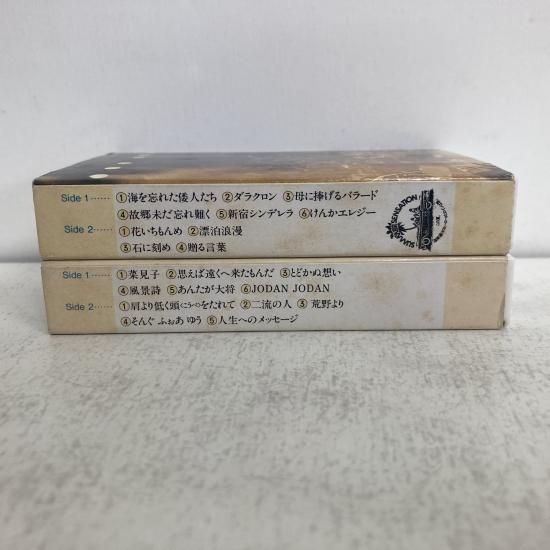 Side 1…… ①海を忘れた倭人たち ②ダラクロン ③母に捧げるバラード
④故郷未だ忘れ難く ⑤新宿シンデレラ ⑥けんかエレジー
Side 2…… ①花いちもんめ ②漂泊浪漫
③石に刻め ④贈る言葉
SENSATION
Side 1…… ①菜見子 ②思えば遠くへ来たもんだ ③とどかぬ想い
④風景詩 ⑤あんたが大将 ⑥JODAN JODAN
Side 2…… ①肩より低く頭(こうべ)をたれて ②二流の人 ③荒野より
④そんぐ ふぉあ ゆう ⑤人生へのメッセージ